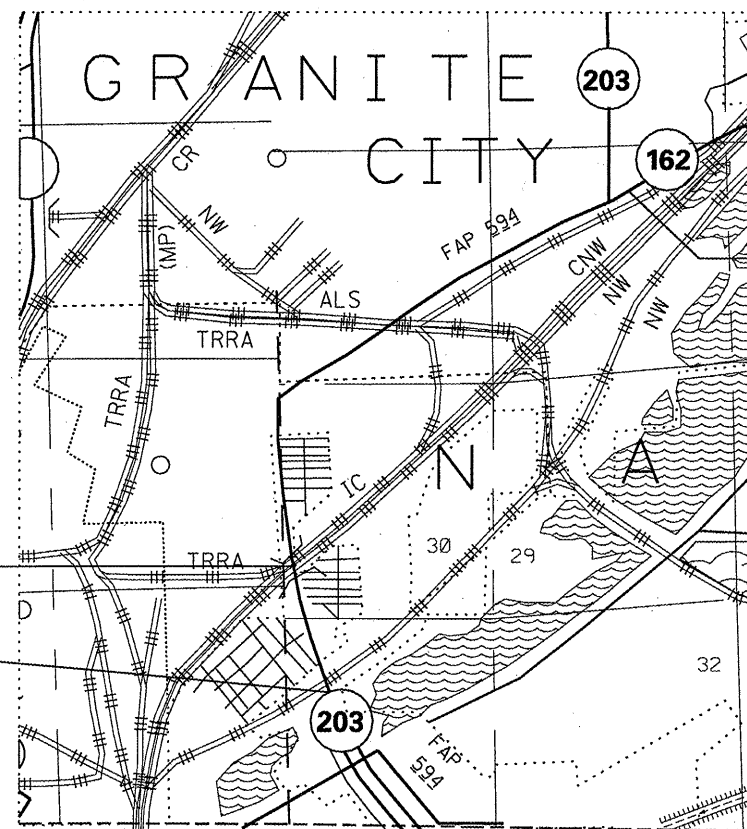 GRANITE
203
CITY
162
CR
NW
(MP)
FAP 594
CNW
NW
NW
ALS
TRRA
TRRA
N A
IC
30
29
TRRA
32
203
FAP
594